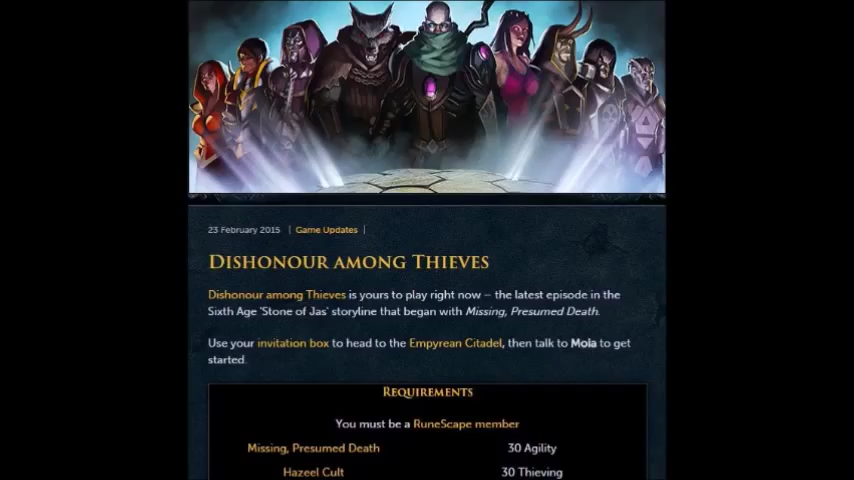 23 February 2015 | Game Updates |
DISHONOUR AMONG THIEVES
Dishonour among Thieves is yours to play right now – the latest episode in the
Sixth Age 'Stone of Jas' storyline that began with Missing, Presumed Death.
Use your invitation box to head to the Empyrean Citadel, then talk to Moia to get
started.
REQUIREMENTS
You must be a RuneScape member
Missing, Presumed Death 30 Agility
Hazeel Cult 30 Thieving